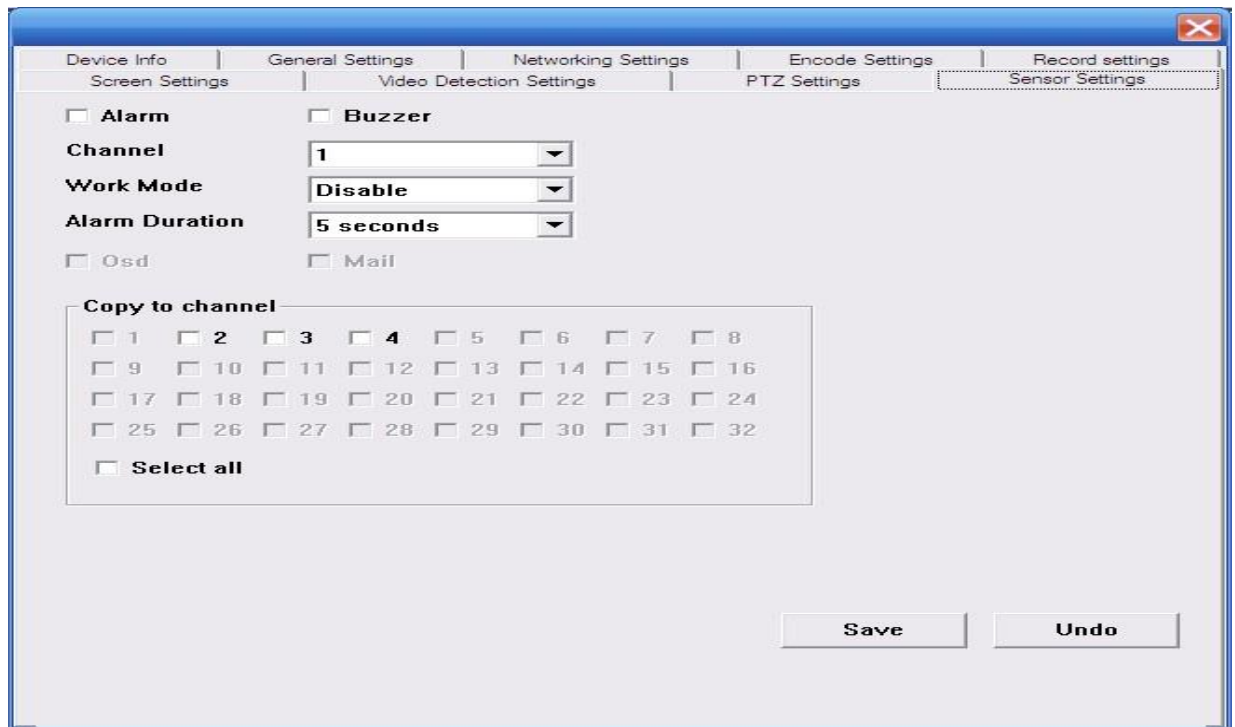 Device Info General Settings Networking Settings Encode Settings Record settings
Screen Settings Video Detection Settings PTZ Settings Sensor Settings
Alarm Buzzer
Channel 1
Work Mode Disable
Alarm Duration 5 seconds
Osd Mail
Copy to channel
1 2 3 4 5 6 7 8
9 10 11 12 13 14 15 16
17 18 19 20 21 22 23 24
25 26 27 28 29 30 31 32
Select all
Save Undo